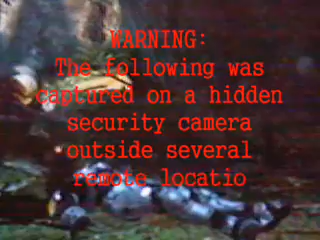 WARNING:
The following was
captured on a hidden
security camera
outside several
remote locatio